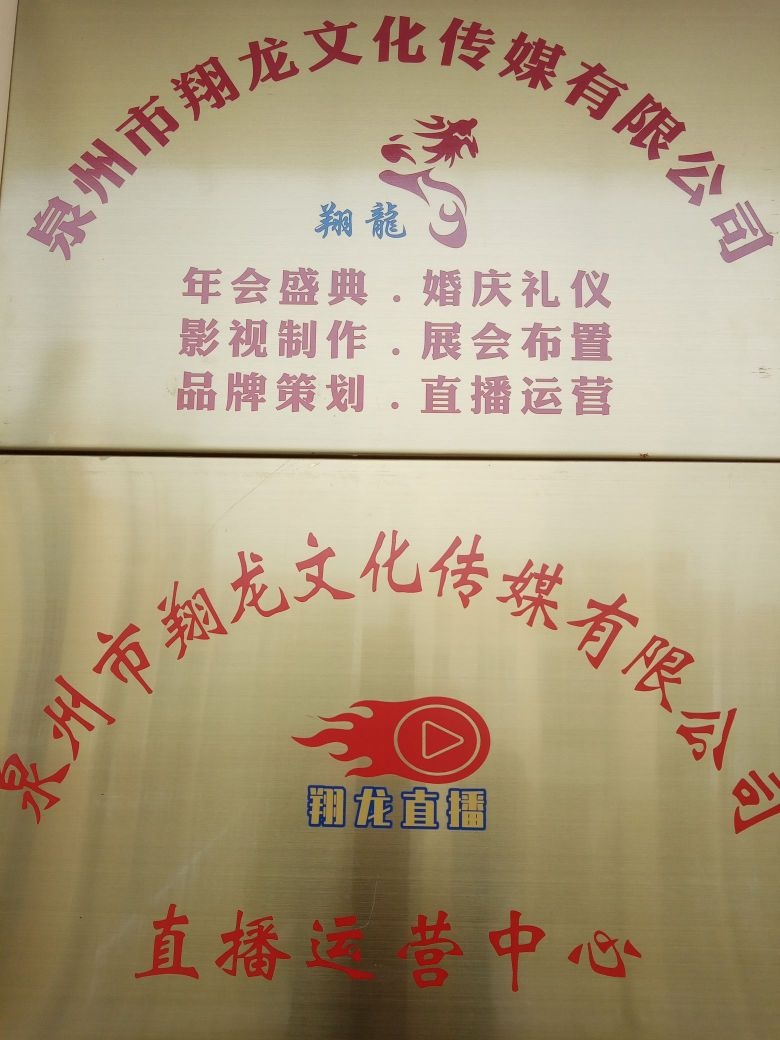 泉州市翔龙文化传媒有限公司
翔龍
年会盛典 . 婚庆礼仪
影视制作 . 展会布置
品牌策划 . 直播运营
泉州市翔龙文化传媒有限公司
翔龙直播
直播运营中心